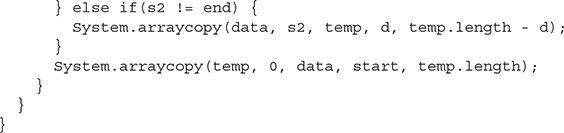 } else if(s2 != end) {
        System.arraycopy(data, s2, temp, d, temp.length - d);
      }
      System.arraycopy(temp, 0, data, start, temp.length);
    }
  }
}